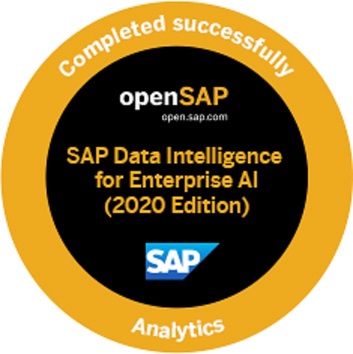 Completed successfully
openSAP
open.sap.com
SAP Data Intelligence
for Enterprise AI
(2020 Edition)
SAP
Analytics